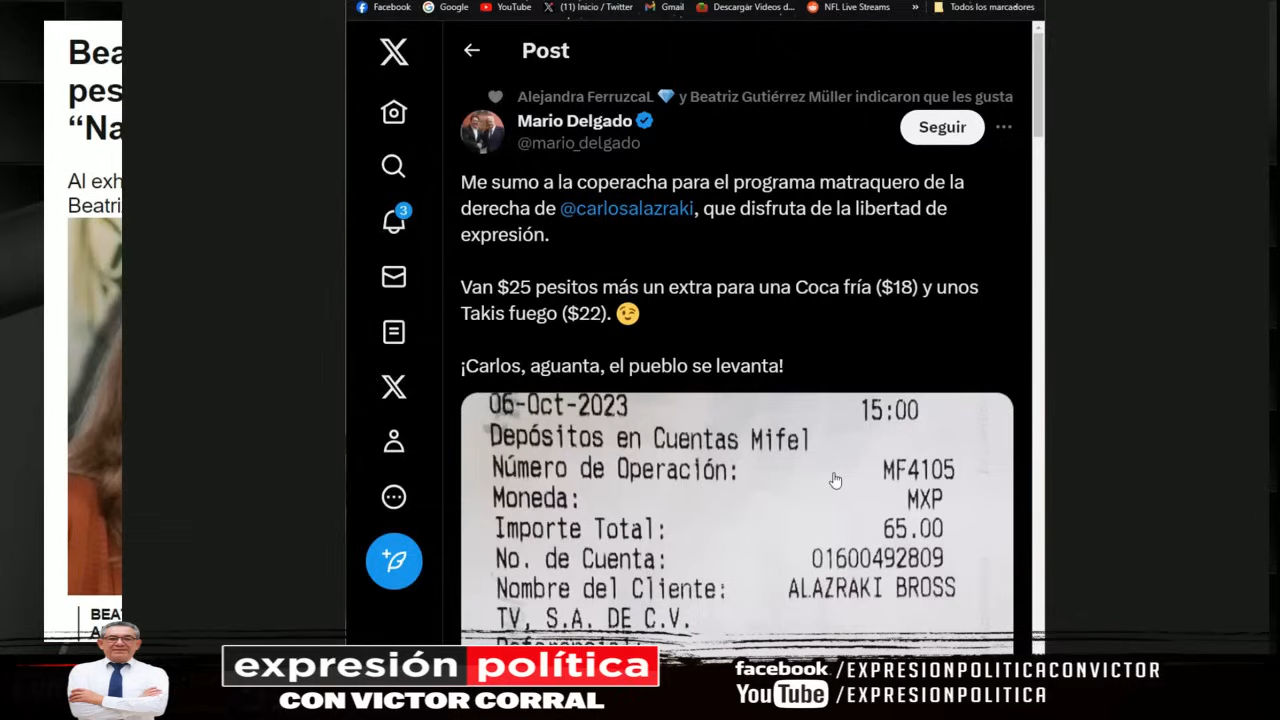 Facebook
Google
YouTube
(11) Inicio / Twitter
Gmail
Descargar Videos d...
NFL Live Streams
»
Todos los marcadores
Bea
pes
“Na
Al exh
Beatri
BEA
Post
Alejandra FerruzcaL 💎 y Beatriz Gutiérrez Müller indicaron que les gusta
Mario Delgado
@mario_delgado
Seguir
3
Me sumo a la coperacha para el programa matraquero de la
derecha de @carlosalazraki, que disfruta de la libertad de
expresión.
Van $25 pesitos más un extra para una Coca fría ($18) y unos
Takis fuego ($22). 😉
¡Carlos, aguanta, el pueblo se levanta!
06-Oct-2023 15:00
Depósitos en Cuentas Mifel
Número de Operación: MF4105
Moneda: MXP
Importe Total: 65.00
No. de Cuenta: 01600492809
Nombre del Cliente: ALAZRAKI BROSS
TV, S.A. DE C.V.
expresión política
CON VICTOR CORRAL
facebook /EXPRESIONPOLITICACONVICTOR
YouTube /EXPRESIONPOLITICA